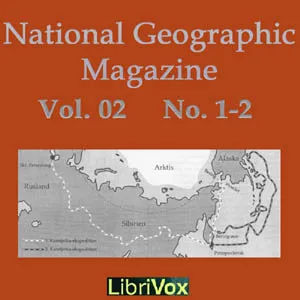 National Geographic
Magazine
Vol. 02 No. 1-2
Arktis
Alaska
Russland
Sibirien
LibriVox